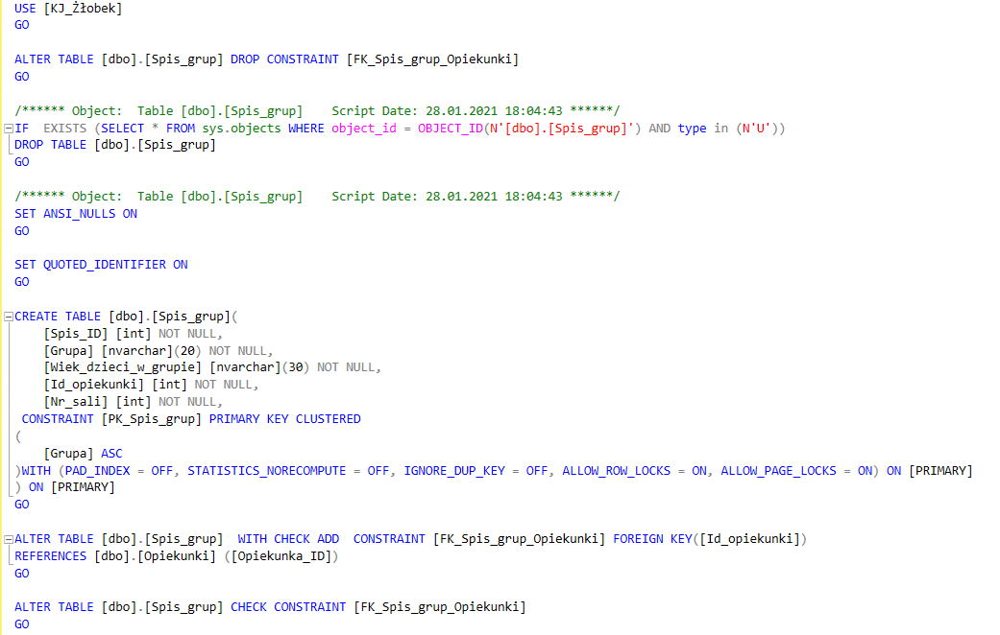 USE [KJ_Żłobek]
GO
ALTER TABLE [dbo].[Spis_grup] DROP CONSTRAINT [FK_Spis_grup_Opiekunki]
GO
/****** Object:  Table [dbo].[Spis_grup]    Script Date: 28.01.2021 18:04:43 ******/
IF  EXISTS (SELECT * FROM sys.objects WHERE object_id = OBJECT_ID(N'[dbo].[Spis_grup]') AND type in (N'U'))
DROP TABLE [dbo].[Spis_grup]
GO
/****** Object:  Table [dbo].[Spis_grup]    Script Date: 28.01.2021 18:04:43 ******/
SET ANSI_NULLS ON
GO
SET QUOTED_IDENTIFIER ON
GO
CREATE TABLE [dbo].[Spis_grup](
[Spis_ID] [int] NOT NULL,
[Grupa] [nvarchar](20) NOT NULL,
[Wiek_dzieci_w_grupie] [nvarchar](30) NOT NULL,
[Id_opiekunki] [int] NOT NULL,
[Nr_sali] [int] NOT NULL,
CONSTRAINT [PK_Spis_grup] PRIMARY KEY CLUSTERED
(
[Grupa] ASC
)WITH (PAD_INDEX = OFF, STATISTICS_NORECOMPUTE = OFF, IGNORE_DUP_KEY = OFF, ALLOW_ROW_LOCKS = ON, ALLOW_PAGE_LOCKS = ON) ON [PRIMARY]
) ON [PRIMARY]
GO
ALTER TABLE [dbo].[Spis_grup]  WITH CHECK ADD  CONSTRAINT [FK_Spis_grup_Opiekunki] FOREIGN KEY([Id_opiekunki])
REFERENCES [dbo].[Opiekunki] ([Opiekunka_ID])
GO
ALTER TABLE [dbo].[Spis_grup] CHECK CONSTRAINT [FK_Spis_grup_Opiekunki]
GO